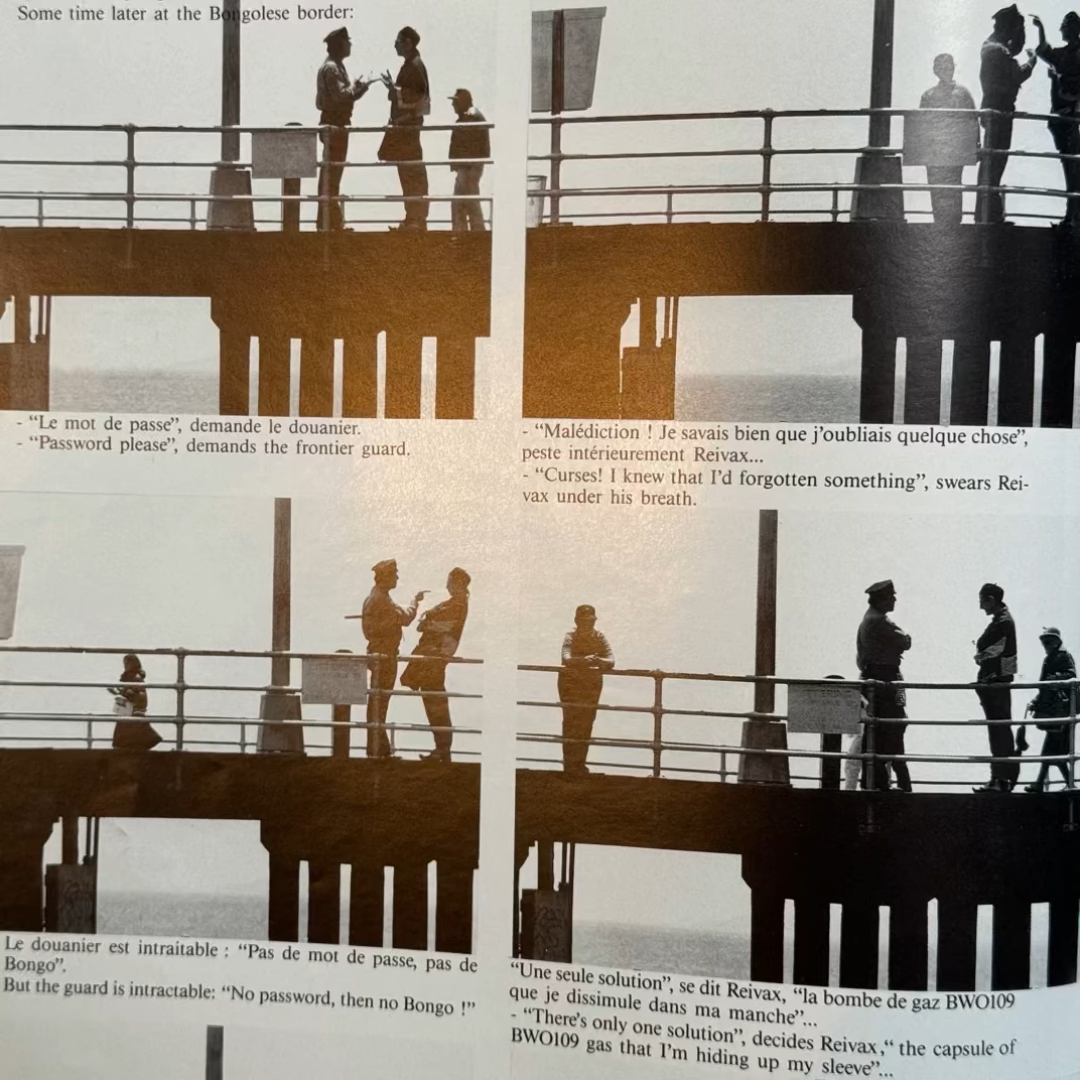 Some time later at the Bongolese border:
- “Le mot de passe”, demande le douanier.
- “Password please”, demands the frontier guard.
- “Malédiction ! Je savais bien que j’oubliais quelque chose”,
peste intérieurement Reivax...
- “Curses! I knew that I’d forgotten something”, swears Rei-
vax under his breath.
Le douanier est intraitable : “Pas de mot de passe, pas de
Bongo”.
But the guard is intractable: “No password, then no Bongo !”
“Une seule solution”, se dit Reivax, “la bombe de gaz BWO109
que je dissimule dans ma manche”...
- “There’s only one solution”, decides Reivax,“ the capsule of
BWO109 gas that I’m hiding up my sleeve”...